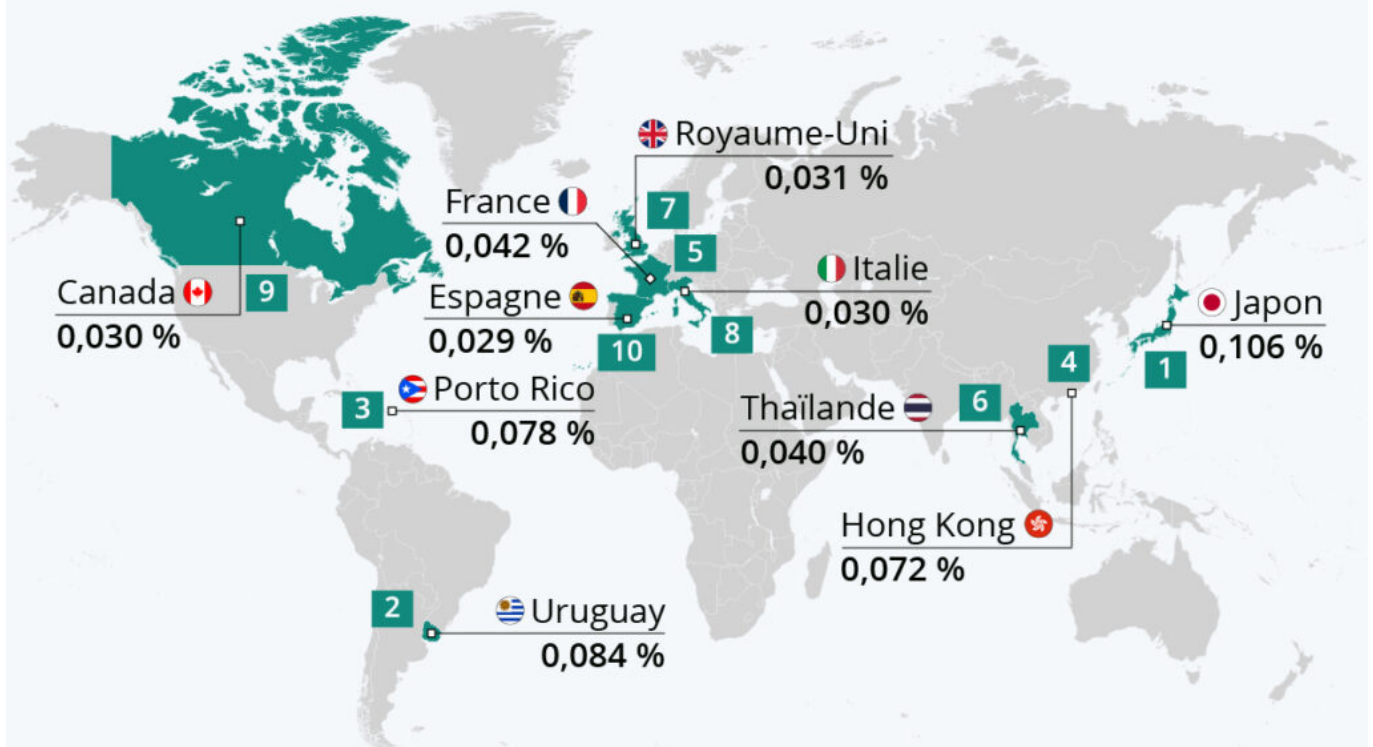 Royaume-Uni
0,031 %
7
France
0,042 %
5
Italie
0,030 %
8
Canada
0,030 %
9
Espagne
0,029 %
10
Japon
0,106 %
1
4
Porto Rico
0,078 %
3
Thaïlande
0,040 %
6
Hong Kong
0,072 %
2
Uruguay
0,084 %